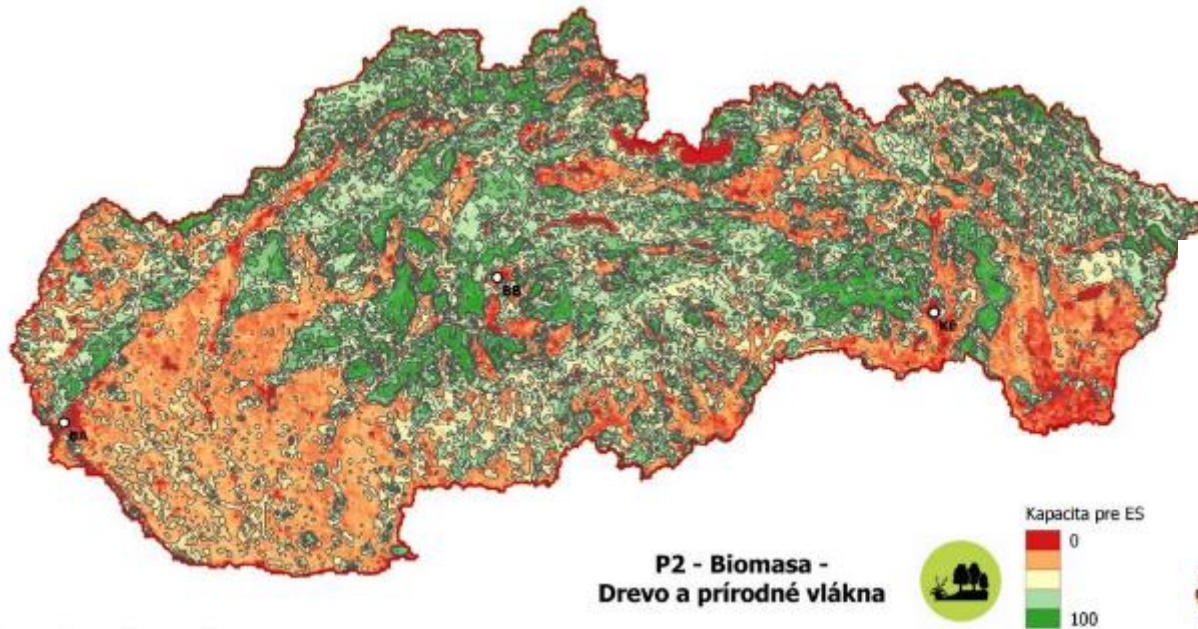 BB
KE
BA
Kapacita pre ES
0
P2 - Biomasa -
Drevo a prírodné vlákna
100